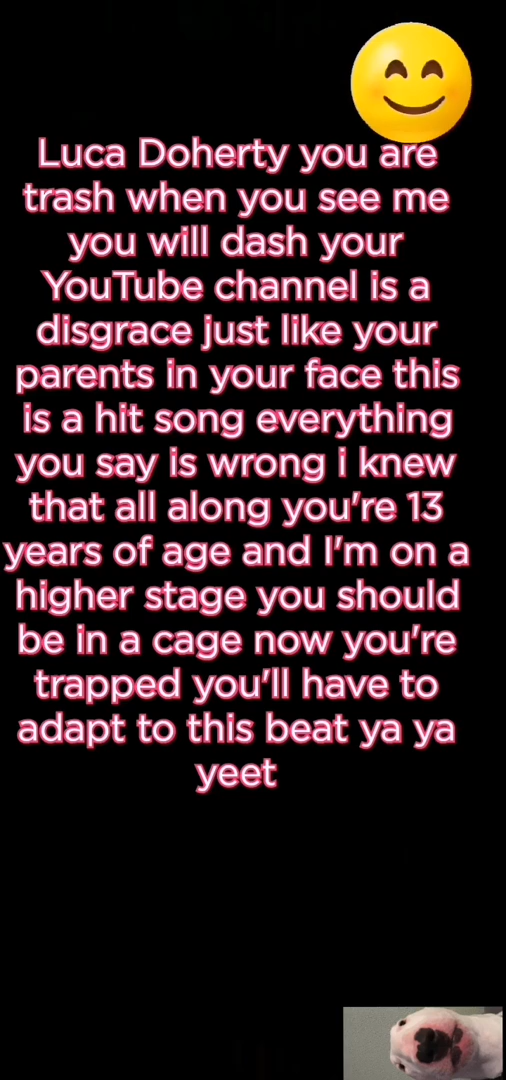 Luca Doherty you are
trash when you see me
you will dash your
YouTube channel is a
disgrace just like your
parents in your face this
is a hit song everything
you say is wrong i knew
that all along you're 13
years of age and I'm on a
higher stage you should
be in a cage now you're
trapped you'll have to
adapt to this beat ya ya
yeet